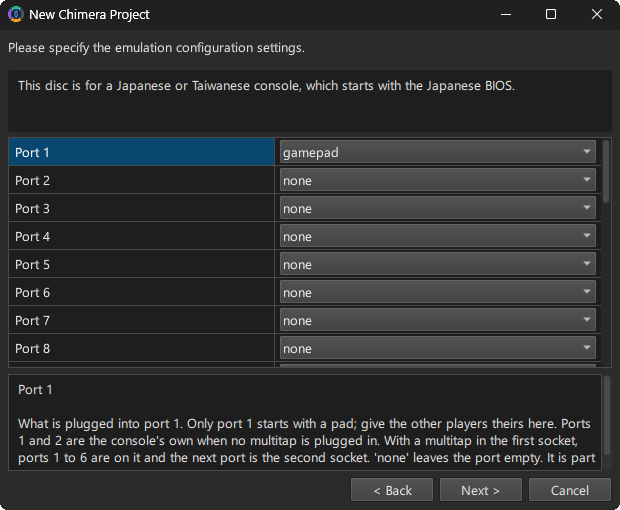 New Chimera Project
Please specify the emulation configuration settings.
This disc is for a Japanese or Taiwanese console, which starts with the Japanese BIOS.
Port 1 gamepad
Port 2 none
Port 3 none
Port 4 none
Port 5 none
Port 6 none
Port 7 none
Port 8 none
Port 1
What is plugged into port 1. Only port 1 starts with a pad; give the other players theirs here. Ports
1 and 2 are the console's own when no multitap is plugged in. With a multitap in the first socket,
ports 1 to 6 are on it and the next port is the second socket. 'none' leaves the port empty. It is part
< Back Next > Cancel